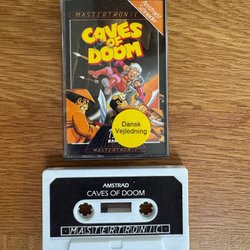 MASTERTRONIC
CAVES
OF
DOOM
Dansk
Vejledning
MASTERTRONIC
AMSTRAD
CAVES OF DOOM
MASTERTRONIC